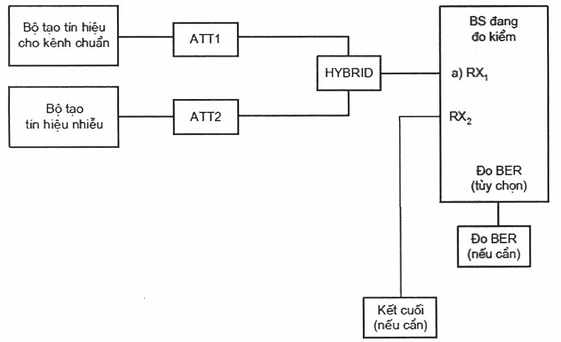 Bộ tạo tín hiệu
cho kênh chuẩn
ATT1
HYBRID
Bộ tạo
tín hiệu nhiễu
ATT2
BS đang
đo kiểm
a) RX₁
RX₂
Đo BER
(tùy chọn)
Đo BER
(nếu cần)
Kết cuối
(nếu cần)